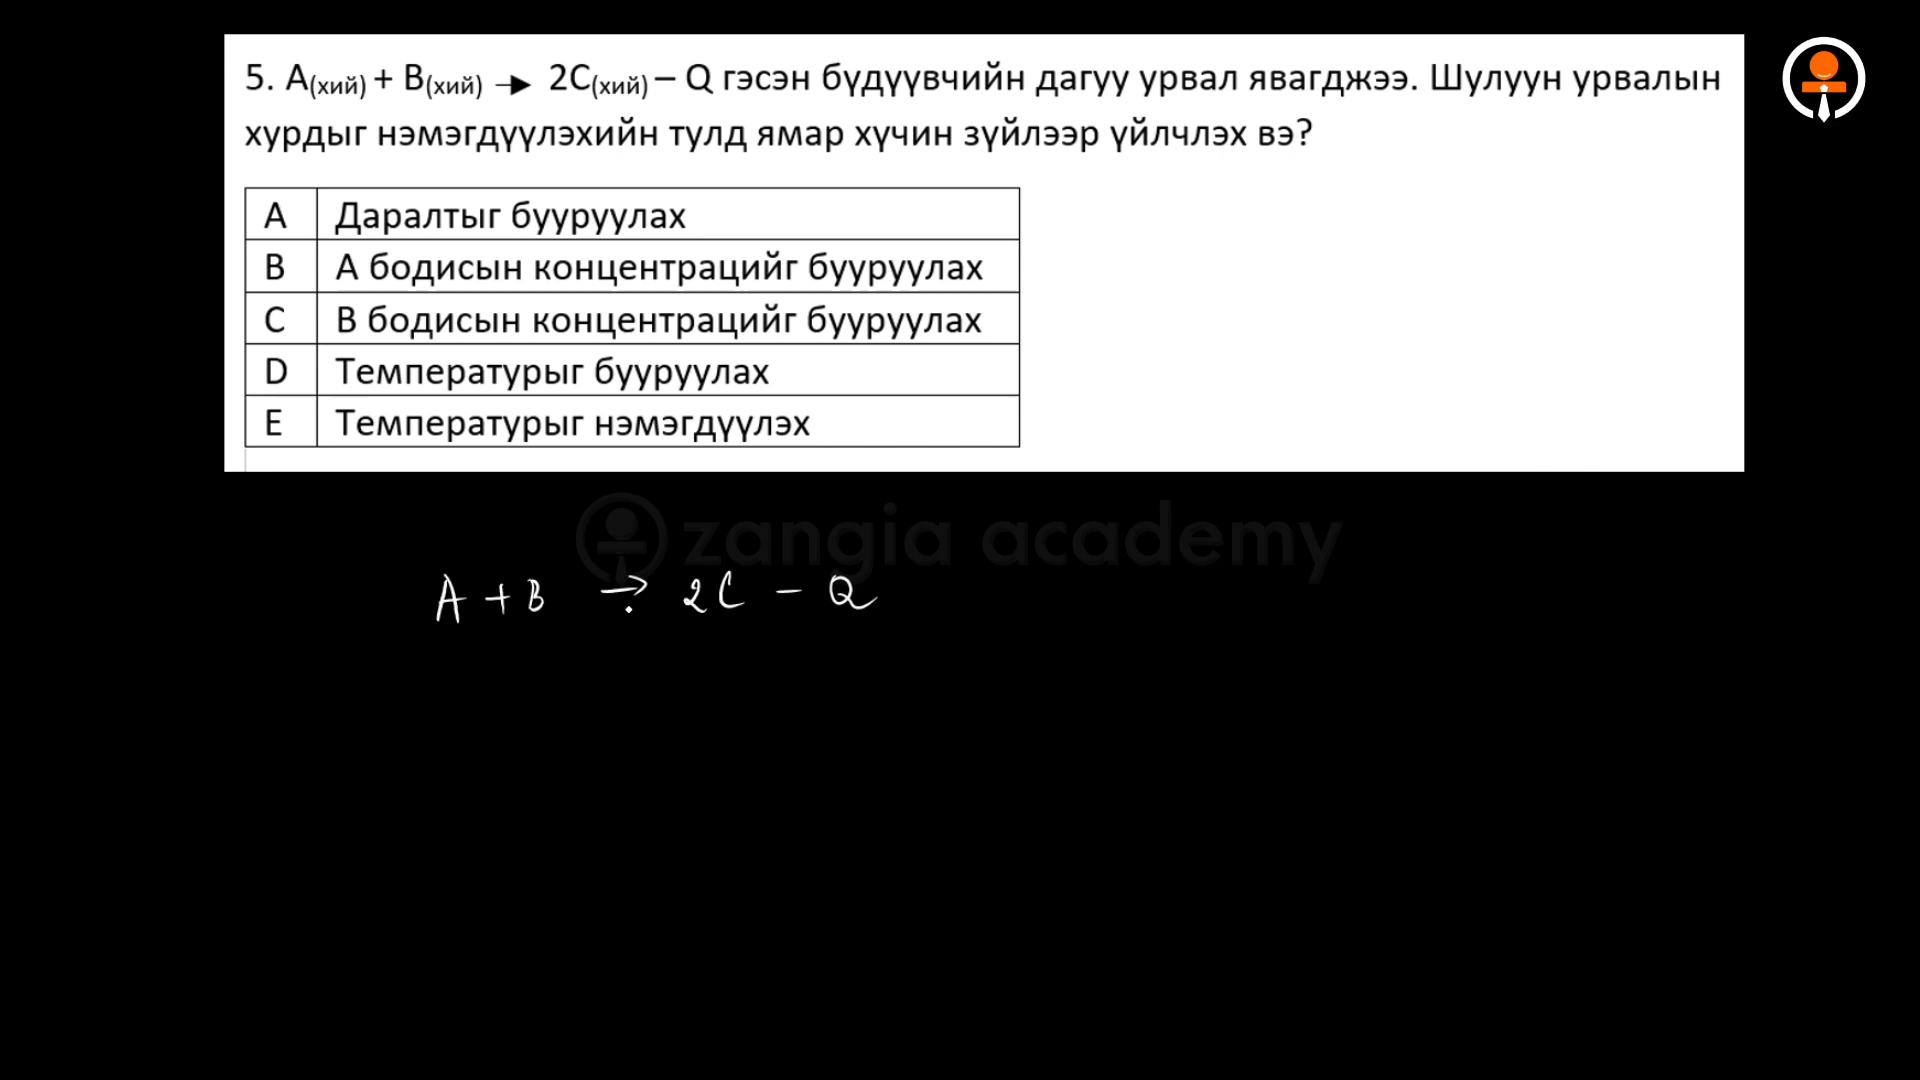 5. A(хий) + B(хий) → 2C(хий) – Q гэсэн бүдүүвчийн дагуу урвал явагджээ. Шулуун урвалын
хурдыг нэмэгдүүлэхийн тулд ямар хүчин зүйлээр үйлчлэх вэ?
A Даралтыг бууруулах
B А бодисын концентрацийг бууруулах
C В бодисын концентрацийг бууруулах
D Температурыг бууруулах
E Температурыг нэмэгдүүлэх
zangia academy
A + B → 2C - Q